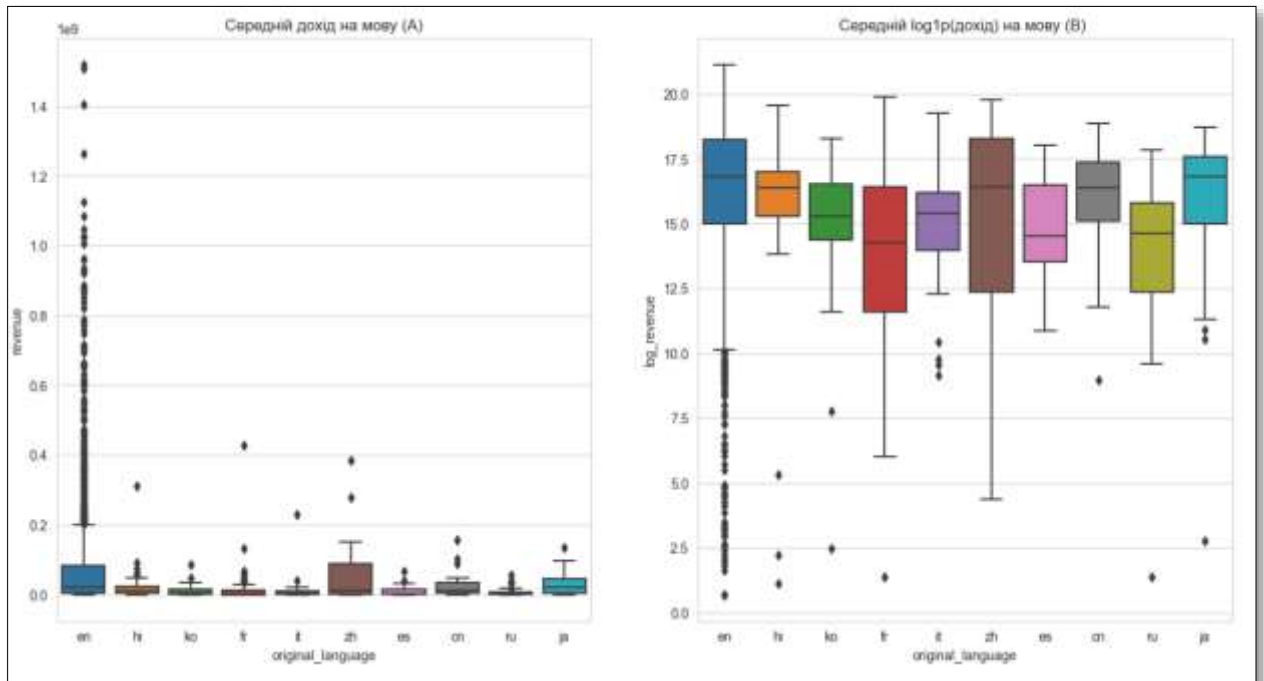 Середній дохід на мову (A)
1e9
1.4
1.2
1.0
0.8
0.6
0.4
0.2
0.0
revenue
en hi ko fr it zh es cn ru ja
original_language
Середній log1p(дохід) на мову (B)
20.0
17.5
15.0
12.5
10.0
7.5
5.0
2.5
0.0
log_revenue
en hi ko fr it zh es cn ru ja
original_language